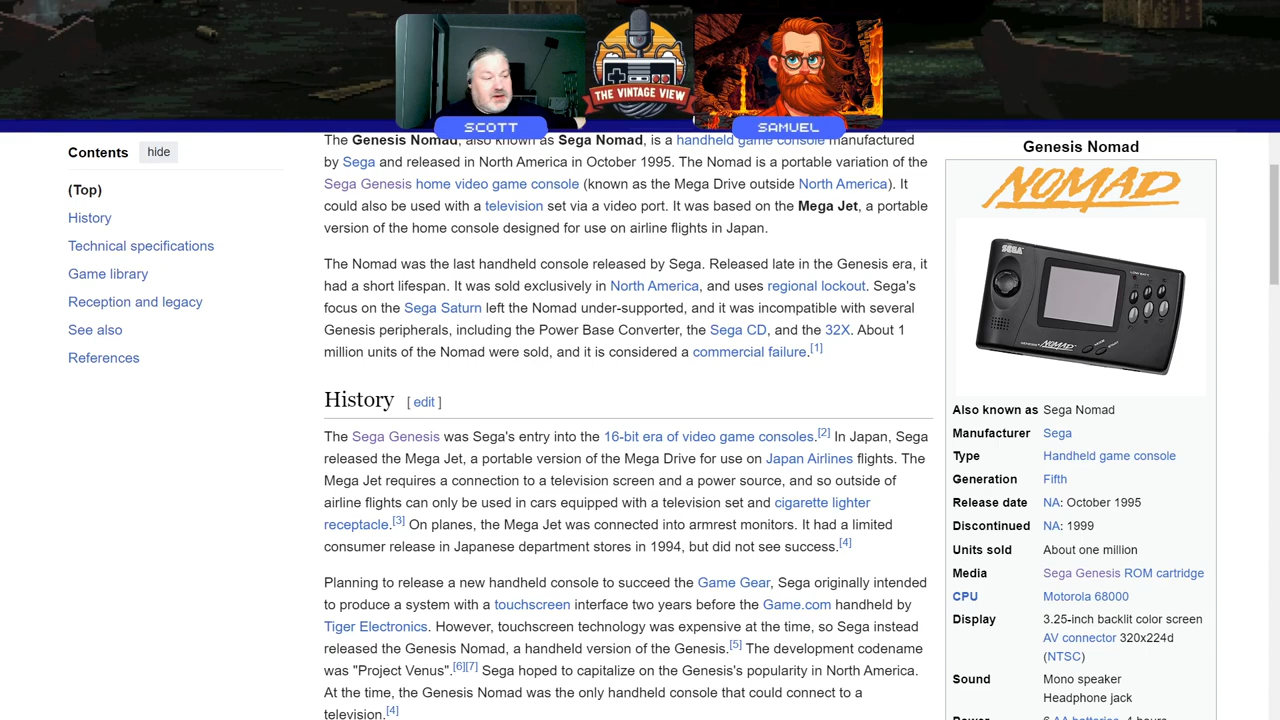 THE VINTAGE VIEW
SCOTT
SAMUEL
Contents hide
(Top)
History
Technical specifications
Game library
Reception and legacy
See also
References
The Genesis Nomad, also known as Sega Nomad, is a handheld game console manufactured
by Sega and released in North America in October 1995. The Nomad is a portable variation of the
Sega Genesis home video game console (known as the Mega Drive outside North America). It
could also be used with a television set via a video port. It was based on the Mega Jet, a portable
version of the home console designed for use on airline flights in Japan.
The Nomad was the last handheld console released by Sega. Released late in the Genesis era, it
had a short lifespan. It was sold exclusively in North America, and uses regional lockout. Sega's
focus on the Sega Saturn left the Nomad under-supported, and it was incompatible with several
Genesis peripherals, including the Power Base Converter, the Sega CD, and the 32X. About 1
million units of the Nomad were sold, and it is considered a commercial failure.[1]
History [ edit ]
The Sega Genesis was Sega's entry into the 16-bit era of video game consoles.[2] In Japan, Sega
released the Mega Jet, a portable version of the Mega Drive for use on Japan Airlines flights. The
Mega Jet requires a connection to a television screen and a power source, and so outside of
airline flights can only be used in cars equipped with a television set and cigarette lighter
receptacle.[3] On planes, the Mega Jet was connected into armrest monitors. It had a limited
consumer release in Japanese department stores in 1994, but did not see success.[4]
Planning to release a new handheld console to succeed the Game Gear, Sega originally intended
to produce a system with a touchscreen interface two years before the Game.com handheld by
Tiger Electronics. However, touchscreen technology was expensive at the time, so Sega instead
released the Genesis Nomad, a handheld version of the Genesis.[5] The development codename
was "Project Venus".[6][7] Sega hoped to capitalize on the Genesis's popularity in North America.
At the time, the Genesis Nomad was the only handheld console that could connect to a
television.[4]
Genesis Nomad
NOMAD
SEGA
NOMAD
Also known as Sega Nomad
Manufacturer Sega
Type Handheld game console
Generation Fifth
Release date NA: October 1995
Discontinued NA: 1999
Units sold About one million
Media Sega Genesis ROM cartridge
CPU Motorola 68000
Display 3.25-inch backlit color screen
AV connector 320x224d
(NTSC)
Sound Mono speaker
Headphone jack
Power 6 AA batteries, 4 hours